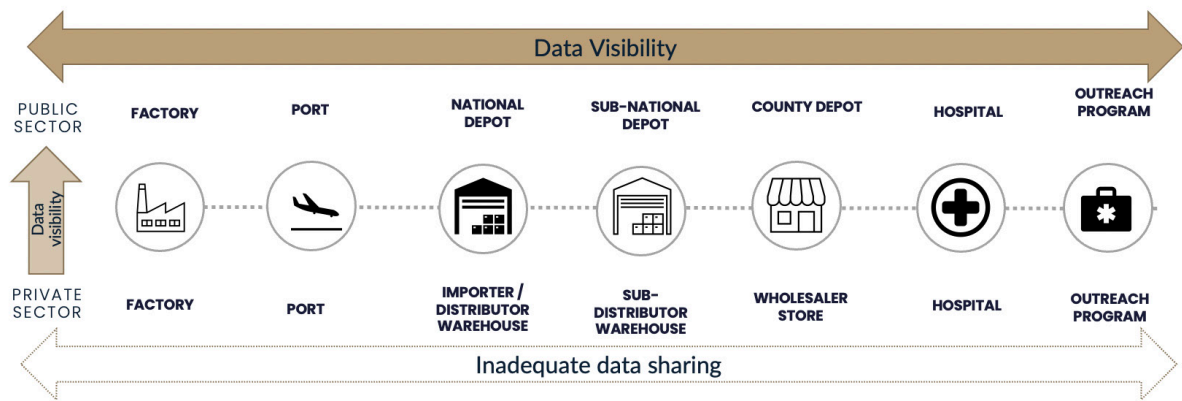 Data Visibility
PUBLIC
SECTOR
FACTORY
PORT
NATIONAL
DEPOT
SUB-NATIONAL
DEPOT
COUNTY DEPOT
HOSPITAL
OUTREACH
PROGRAM
Data
visibility
PRIVATE
SECTOR
FACTORY
PORT
IMPORTER /
DISTRIBUTOR
WAREHOUSE
SUB-
DISTRIBUTOR
WAREHOUSE
WHOLESALER
STORE
HOSPITAL
OUTREACH
PROGRAM
Inadequate data sharing